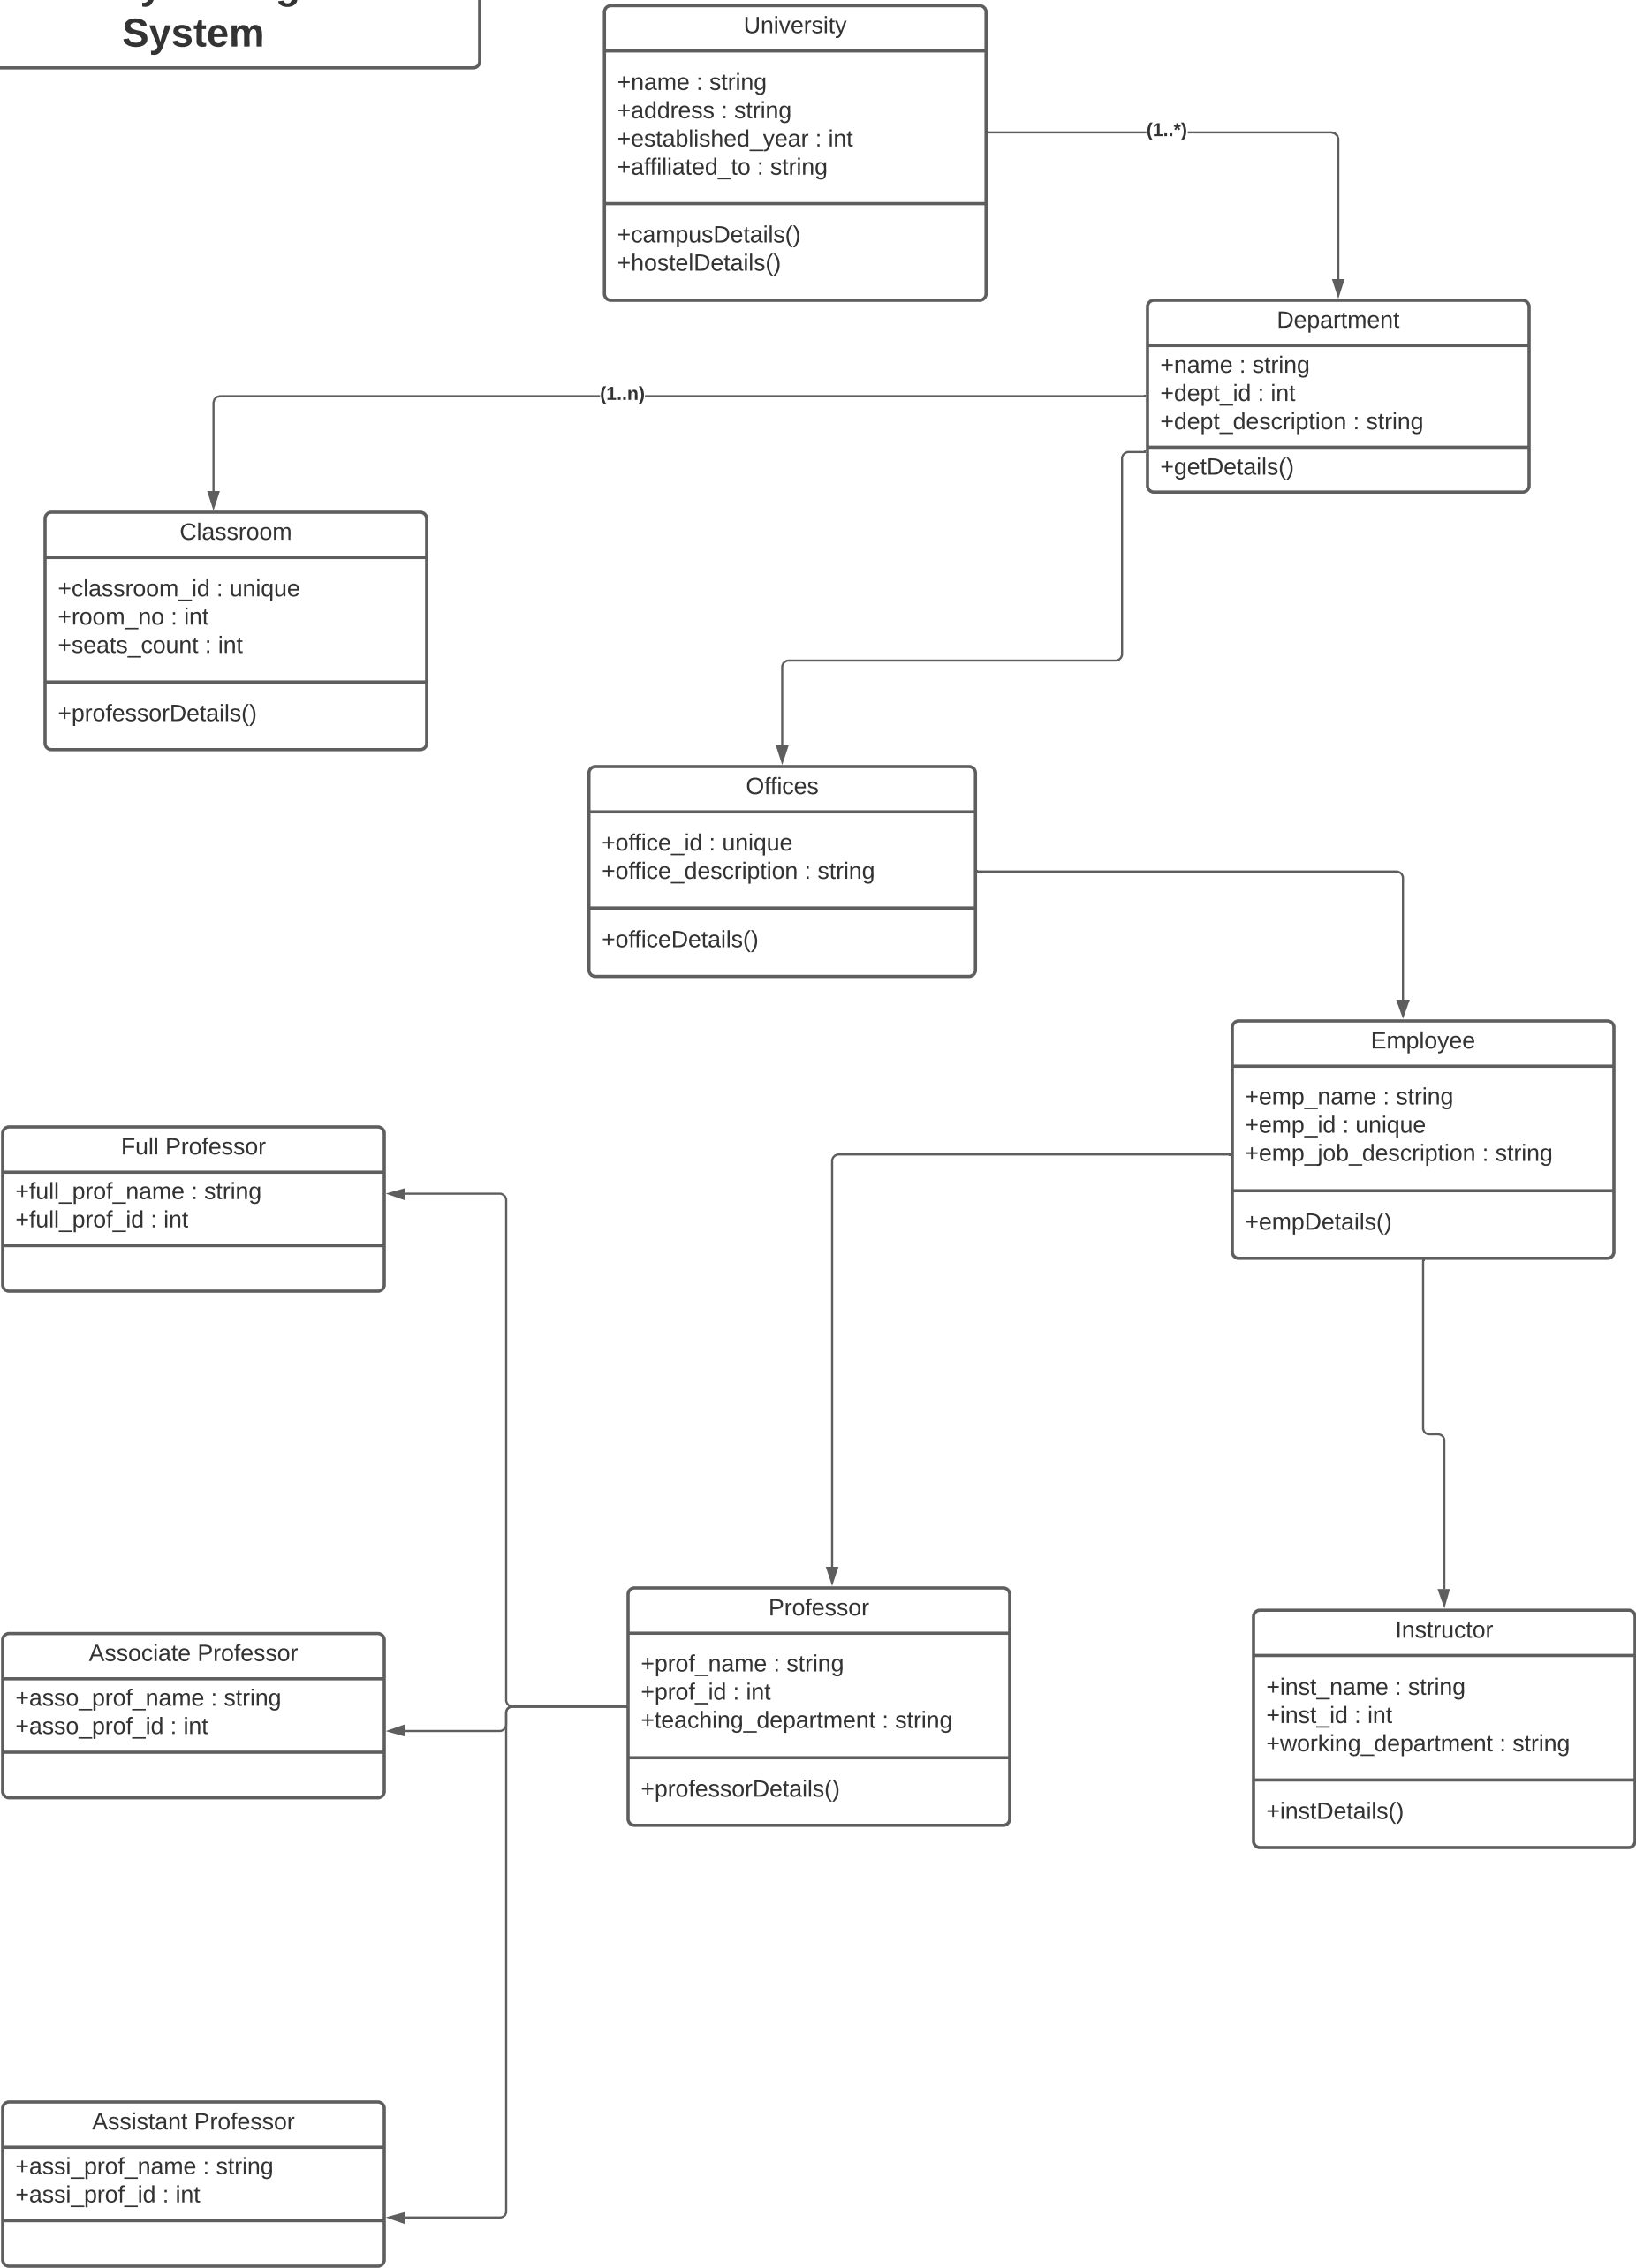 System
University
+name : string
+address : string
+established_year : int
+affiliated_to : string
+campusDetails()
+hostelDetails()
(1..*)
Department
+name : string
+dept_id : int
+dept_description : string
+getDetails()
(1..n)
Classroom
+classroom_id : unique
+room_no : int
+seats_count : int
+professorDetails()
Offices
+office_id : unique
+office_description : string
+officeDetails()
Employee
+emp_name : string
+emp_id : unique
+emp_job_description : string
+empDetails()
Full Professor
+full_prof_name : string
+full_prof_id : int
Professor
+prof_name : string
+prof_id : int
+teaching_department : string
+professorDetails()
Instructor
+inst_name : string
+inst_id : int
+working_department : string
+instDetails()
Associate Professor
+asso_prof_name : string
+asso_prof_id : int
Assistant Professor
+assi_prof_name : string
+assi_prof_id : int